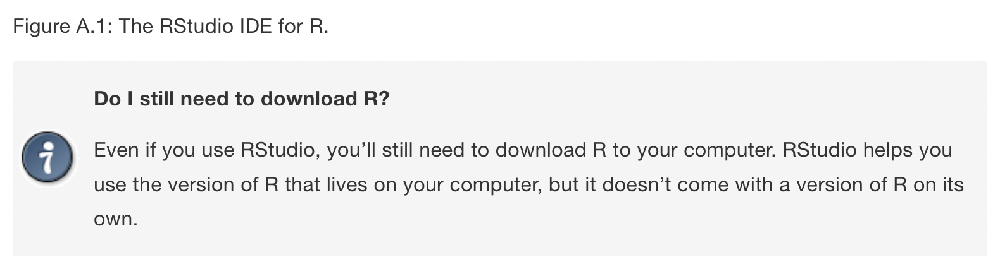 Figure A.1: The RStudio IDE for R.
Do I still need to download R?
Even if you use RStudio, you’ll still need to download R to your computer. RStudio helps you
use the version of R that lives on your computer, but it doesn’t come with a version of R on its
own.